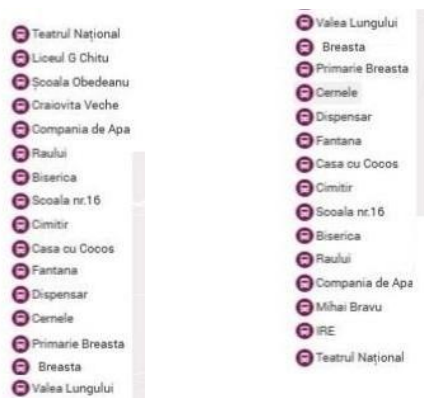 Teatrul Național
Liceul G Chitu
Școala Obedeanu
Craiovita Veche
Compania de Apa
Raului
Biserica
Scoala nr.16
Cimitir
Casa cu Cocos
Fantana
Dispensar
Cernele
Primarie Breasta
Breasta
Valea Lungului
Valea Lungului
Breasta
Primarie Breasta
Cernele
Dispensar
Fantana
Casa cu Cocos
Cimitir
Scoala nr.16
Biserica
Raului
Compania de Apa
Mihai Bravu
IRE
Teatrul Național